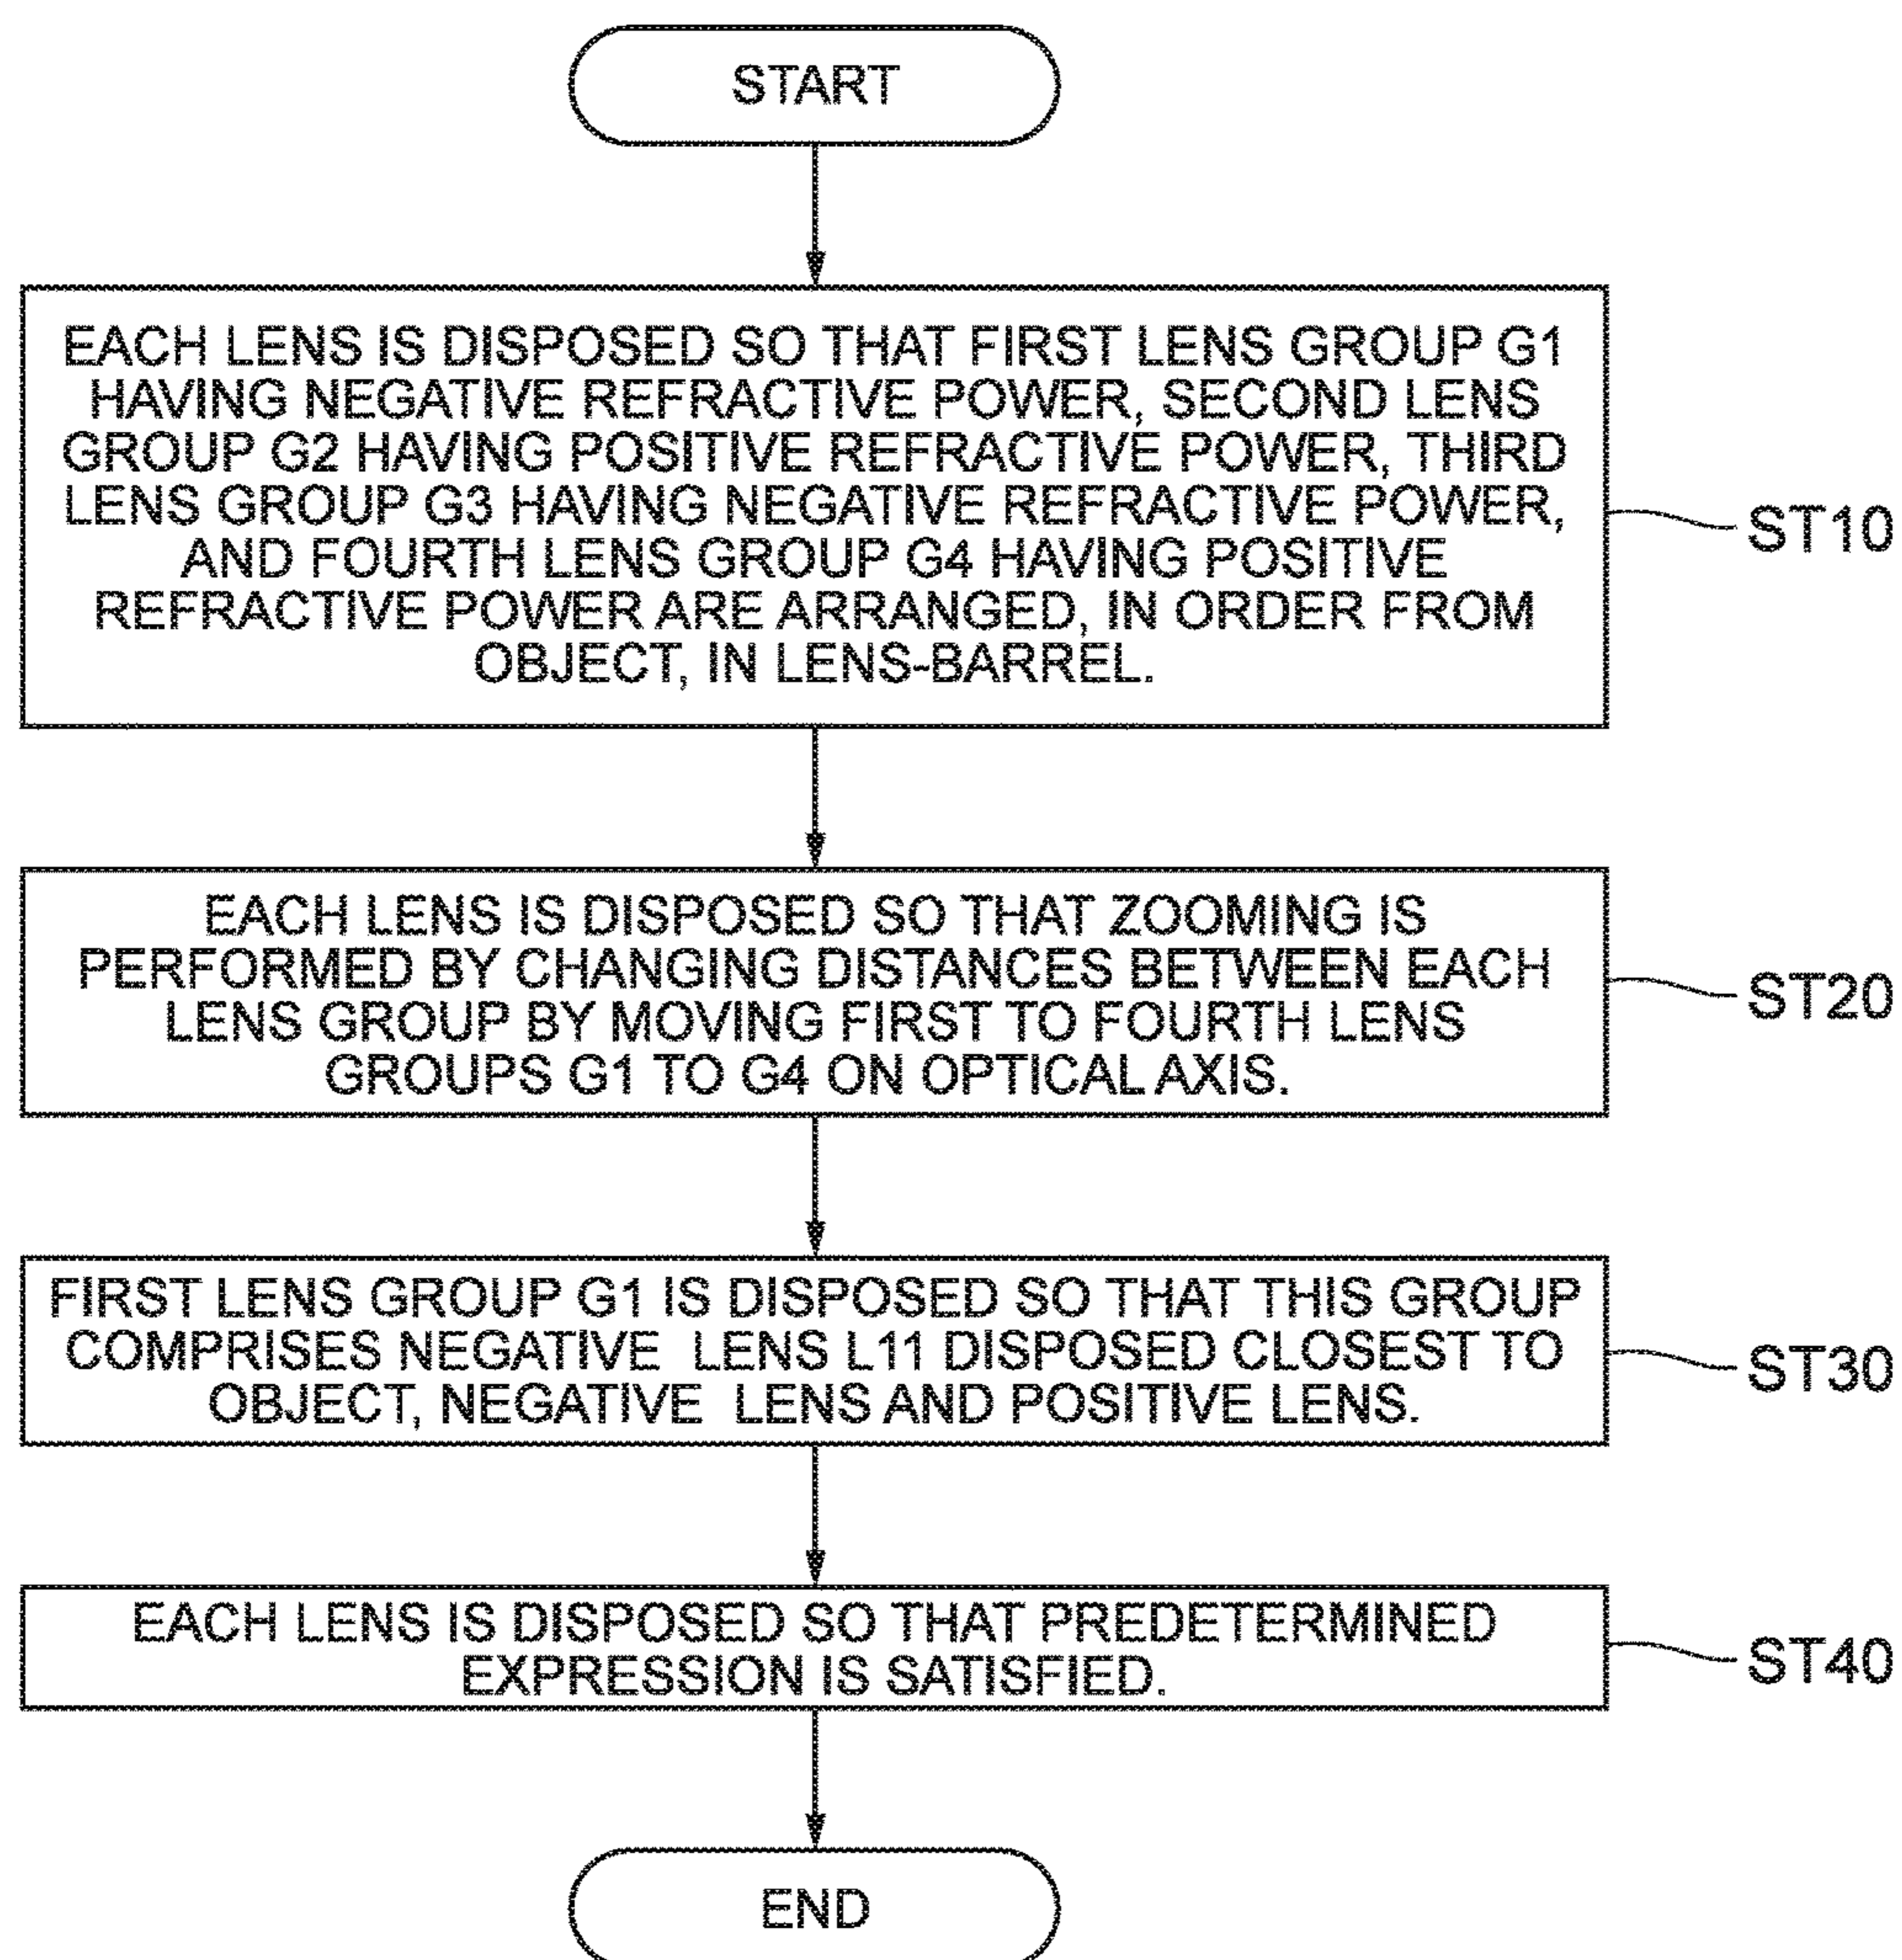 START
EACH LENS IS DISPOSED SO THAT FIRST LENS GROUP G1
HAVING NEGATIVE REFRACTIVE POWER, SECOND LENS
GROUP G2 HAVING POSITIVE REFRACTIVE POWER, THIRD
LENS GROUP G3 HAVING NEGATIVE REFRACTIVE POWER,
AND FOURTH LENS GROUP G4 HAVING POSITIVE
REFRACTIVE POWER ARE ARRANGED, IN ORDER FROM
OBJECT, IN LENS-BARREL.
ST10
EACH LENS IS DISPOSED SO THAT ZOOMING IS
PERFORMED BY CHANGING DISTANCES BETWEEN EACH
LENS GROUP BY MOVING FIRST TO FOURTH LENS
GROUPS G1 TO G4 ON OPTICAL AXIS.
ST20
FIRST LENS GROUP G1 IS DISPOSED SO THAT THIS GROUP
COMPRISES NEGATIVE LENS L11 DISPOSED CLOSEST TO
OBJECT, NEGATIVE LENS AND POSITIVE LENS.
ST30
EACH LENS IS DISPOSED SO THAT PREDETERMINED
EXPRESSION IS SATISFIED.
ST40
END